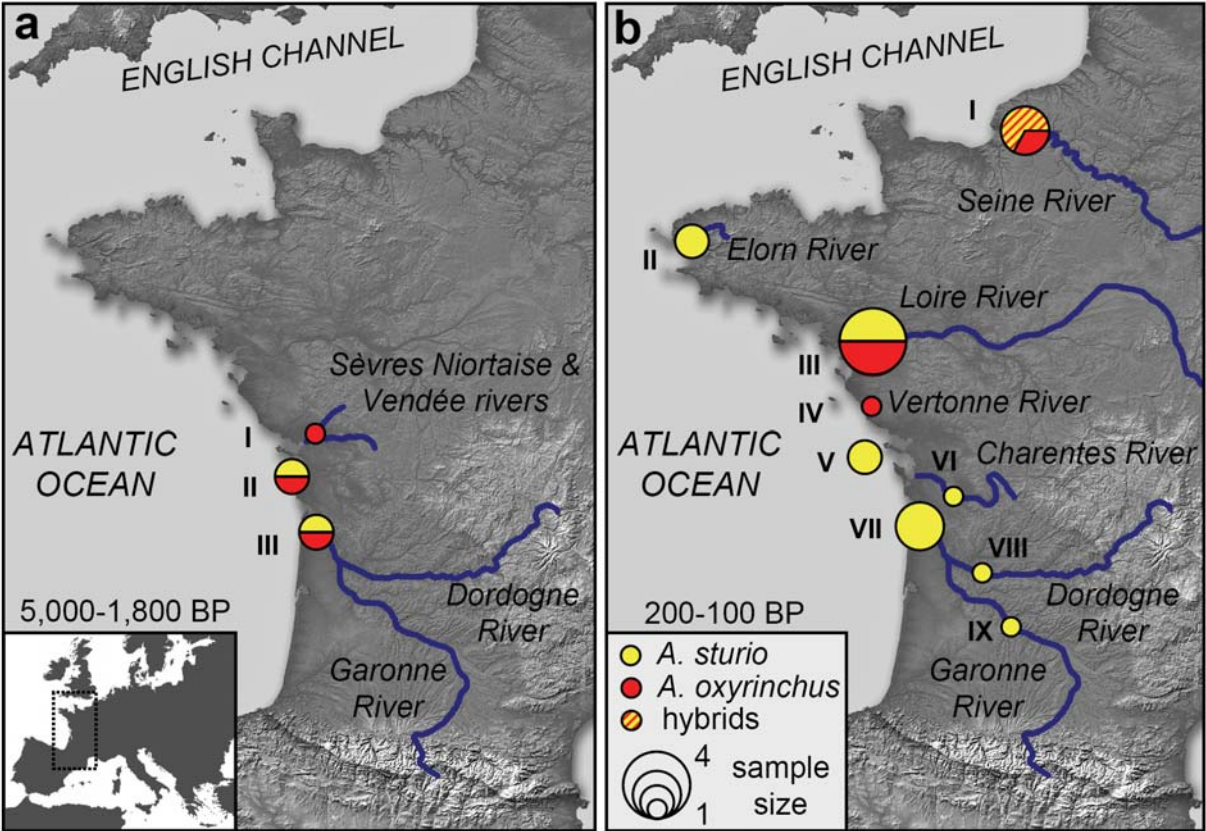 a
ENGLISH CHANNEL
Sèvres Niortaise &
Vendée rivers
I
ATLANTIC
OCEAN
II
III
5,000-1,800 BP
Dordogne
River
Garonne
River
b
ENGLISH CHANNEL
I
Seine River
II
Elorn River
Loire River
III
IV
Vertonne River
ATLANTIC
OCEAN
V
VI
Charentes River
VII
VIII
200-100 BP
Dordogne
River
IX
Garonne
River
A. sturio
A. oxyrinchus
hybrids
4
sample
1
size